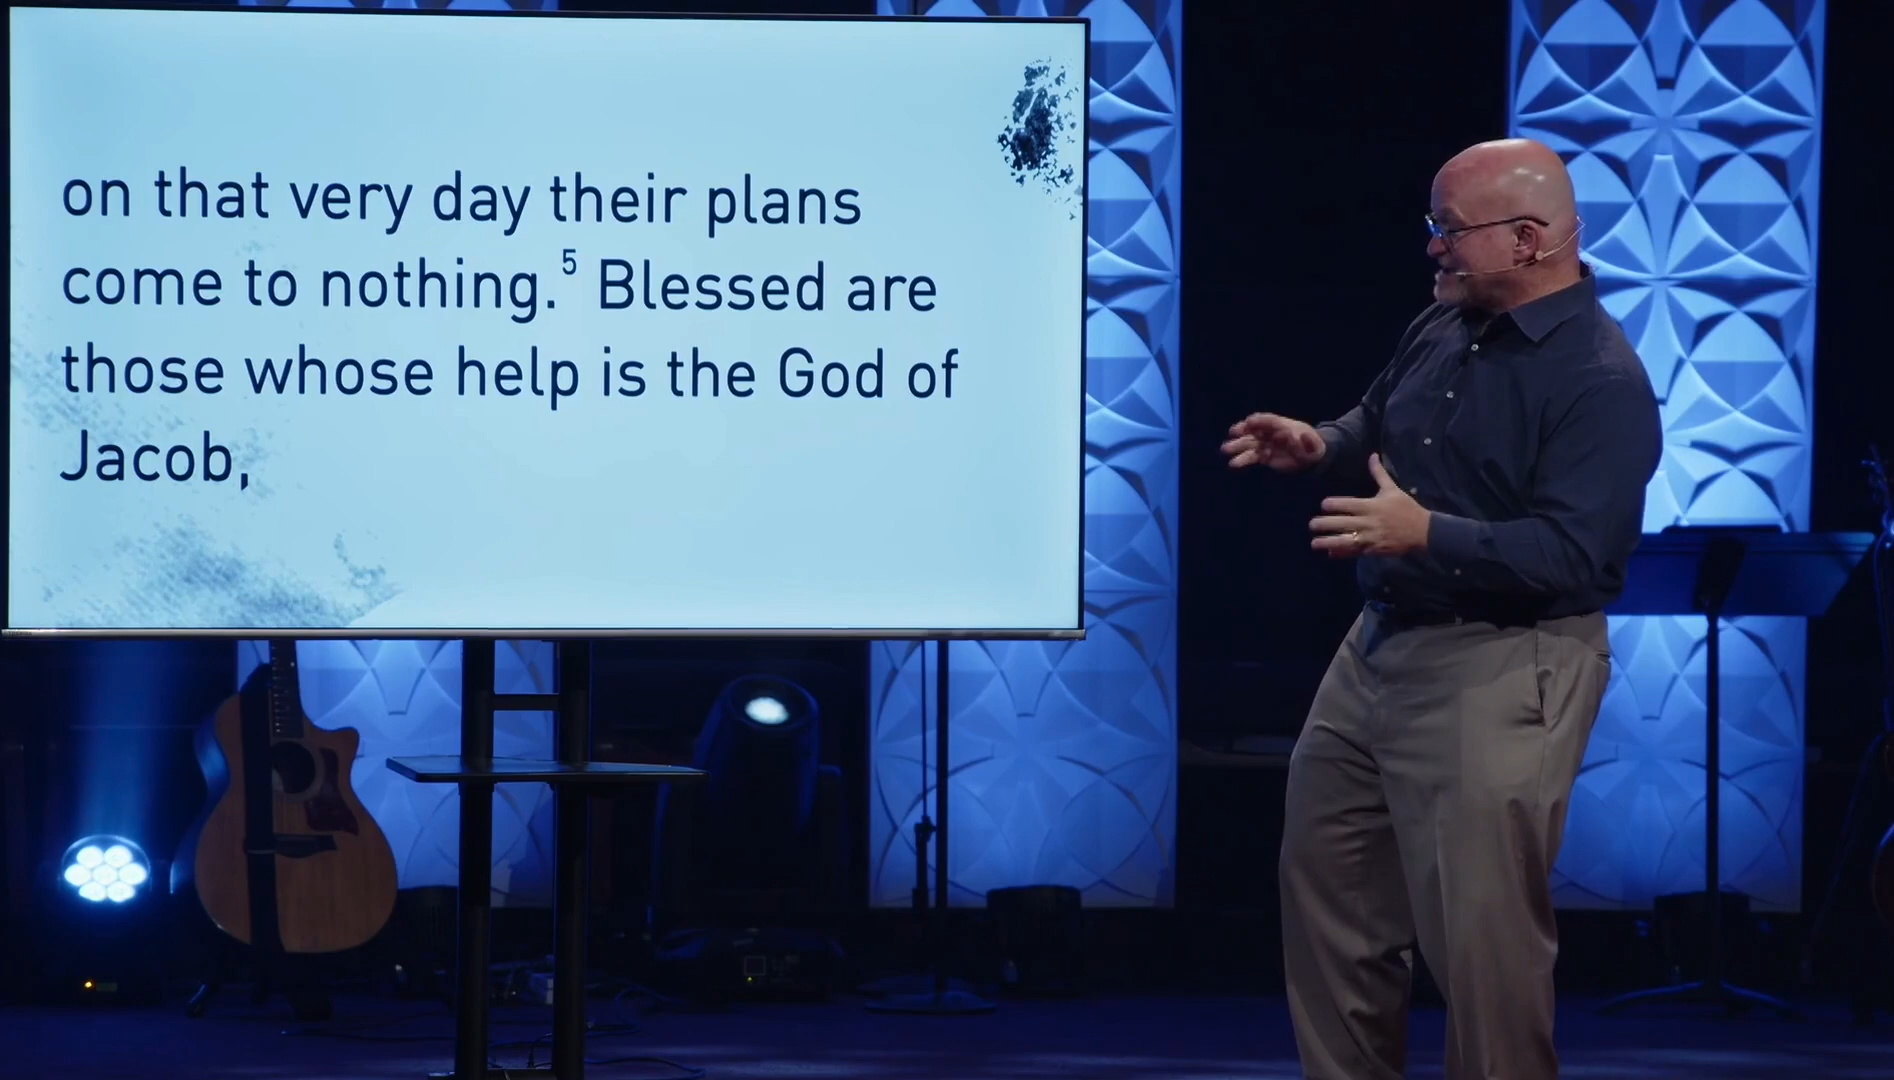 on that very day their plans
come to nothing.⁵ Blessed are
those whose help is the God of
Jacob,